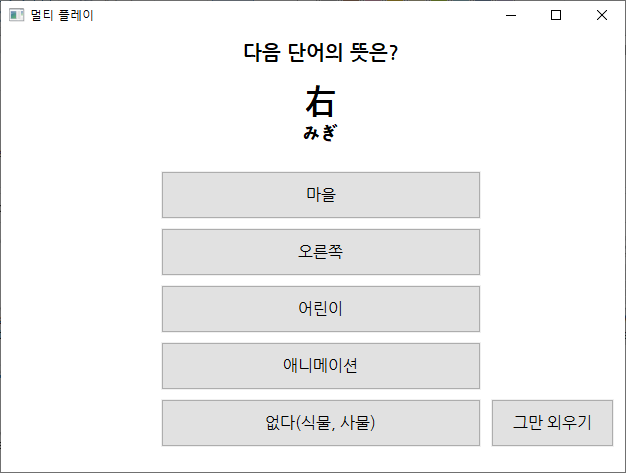 멀티 플레이
다음 단어의 뜻은?
右
みぎ
마을
오른쪽
어린이
애니메이션
없다(식물, 사물)
그만 외우기